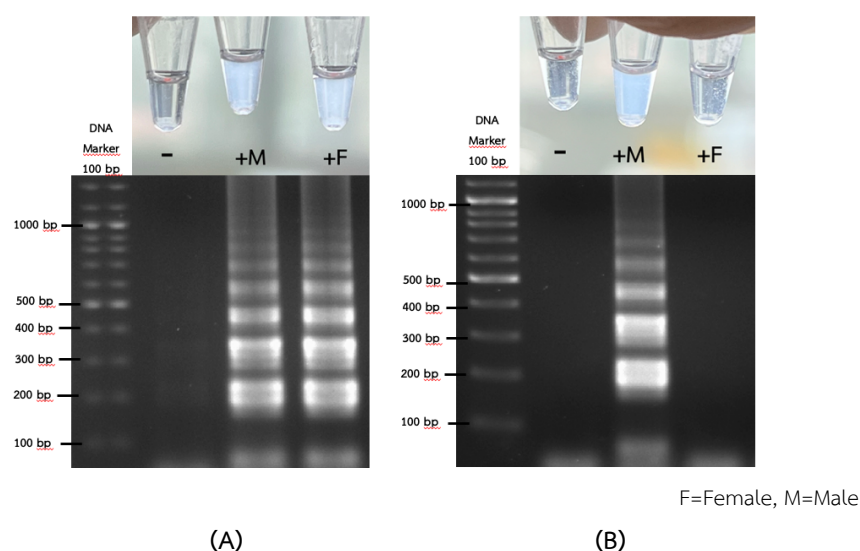 DNA
Marker
100 bp
-
+M
+F
1000 bp
500 bp
400 bp
300 bp
200 bp
100 bp
(A)
DNA
Marker
100 bp
-
+M
+F
1000 bp
500 bp
400 bp
300 bp
200 bp
100 bp
F=Female, M=Male
(B)